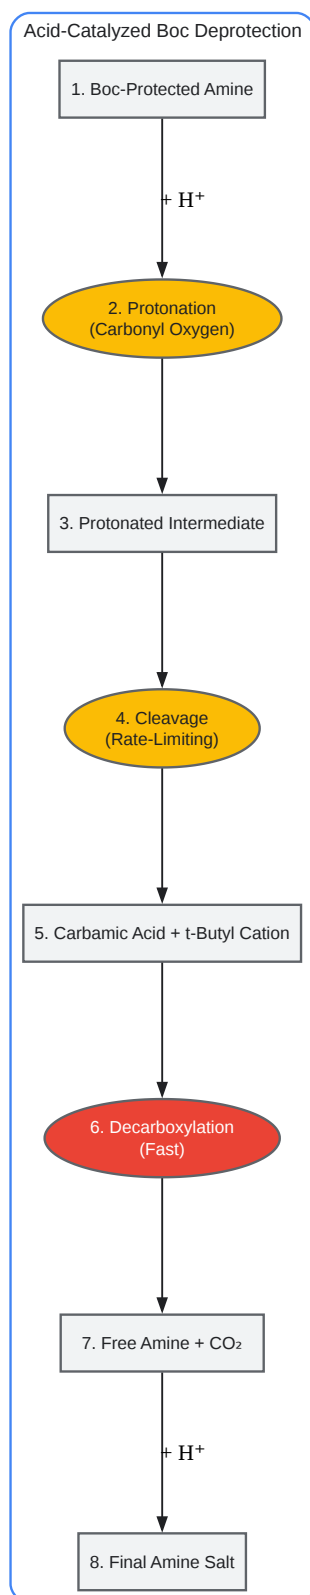 Acid-Catalyzed Boc Deprotection
1. Boc-Protected Amine
+ H⁺
2. Protonation
(Carbonyl Oxygen)
3. Protonated Intermediate
4. Cleavage
(Rate-Limiting)
5. Carbamic Acid + t-Butyl Cation
6. Decarboxylation
(Fast)
7. Free Amine + CO₂
+ H⁺
8. Final Amine Salt